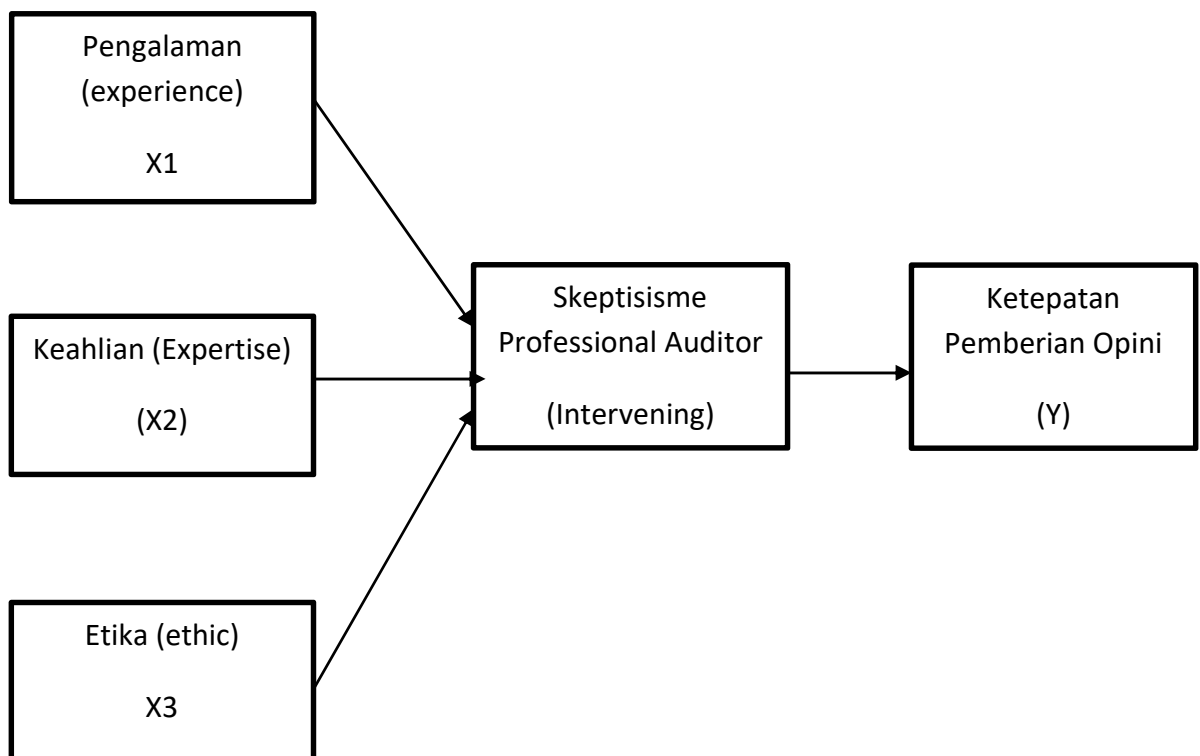 Pengalaman
(experience)
X1
Keahlian (Expertise)
(X2)
Etika (ethic)
X3
Skeptisisme
Professional Auditor
(Intervening)
Ketepatan
Pemberian Opini
(Y)